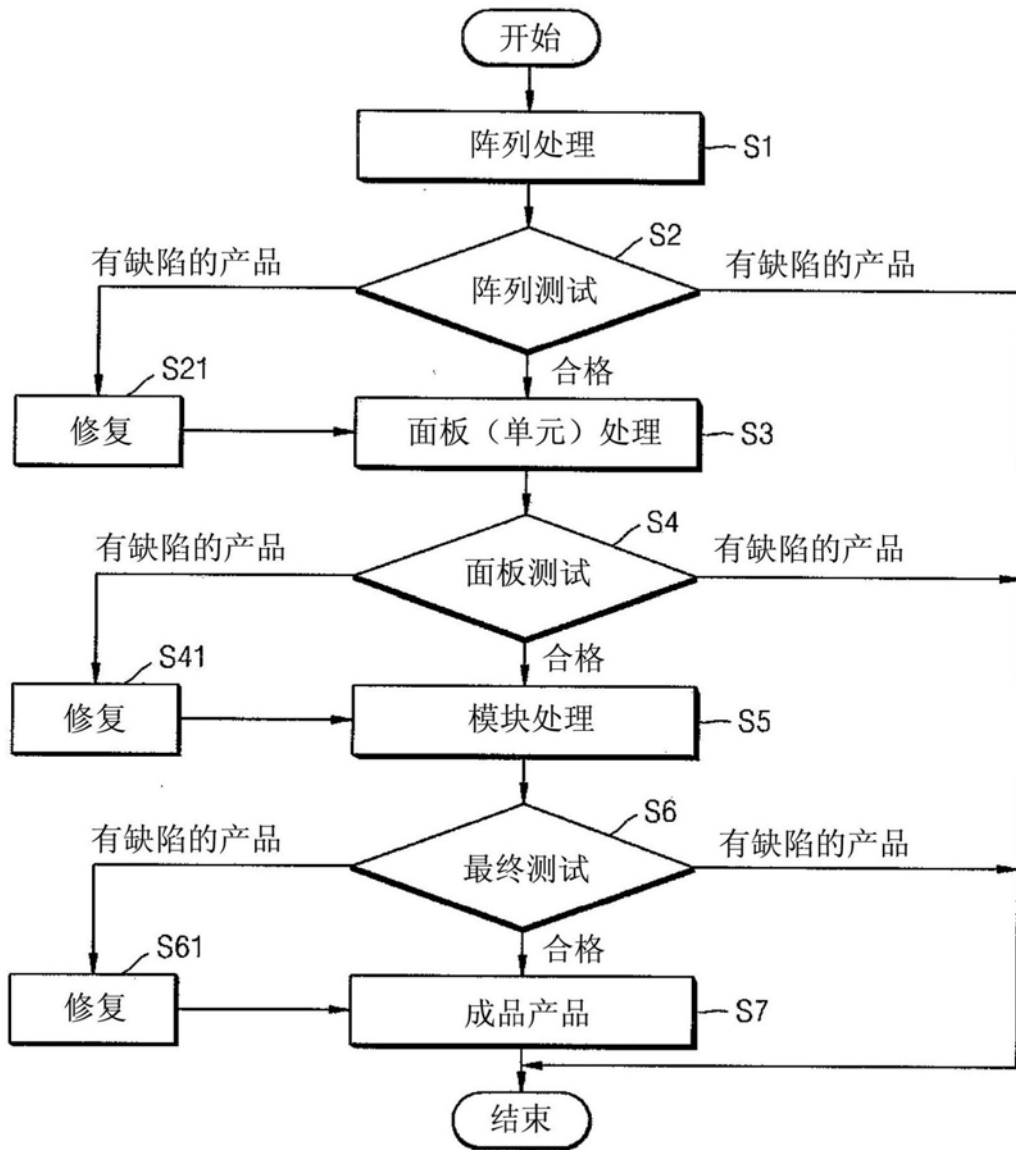 开始
阵列处理
S1
S2
有缺陷的产品
有缺陷的产品
阵列测试
S21
合格
修复
面板（单元）处理
S3
S4
有缺陷的产品
有缺陷的产品
面板测试
S41
合格
修复
模块处理
S5
S6
有缺陷的产品
有缺陷的产品
最终测试
S61
合格
修复
成品产品
S7
结束